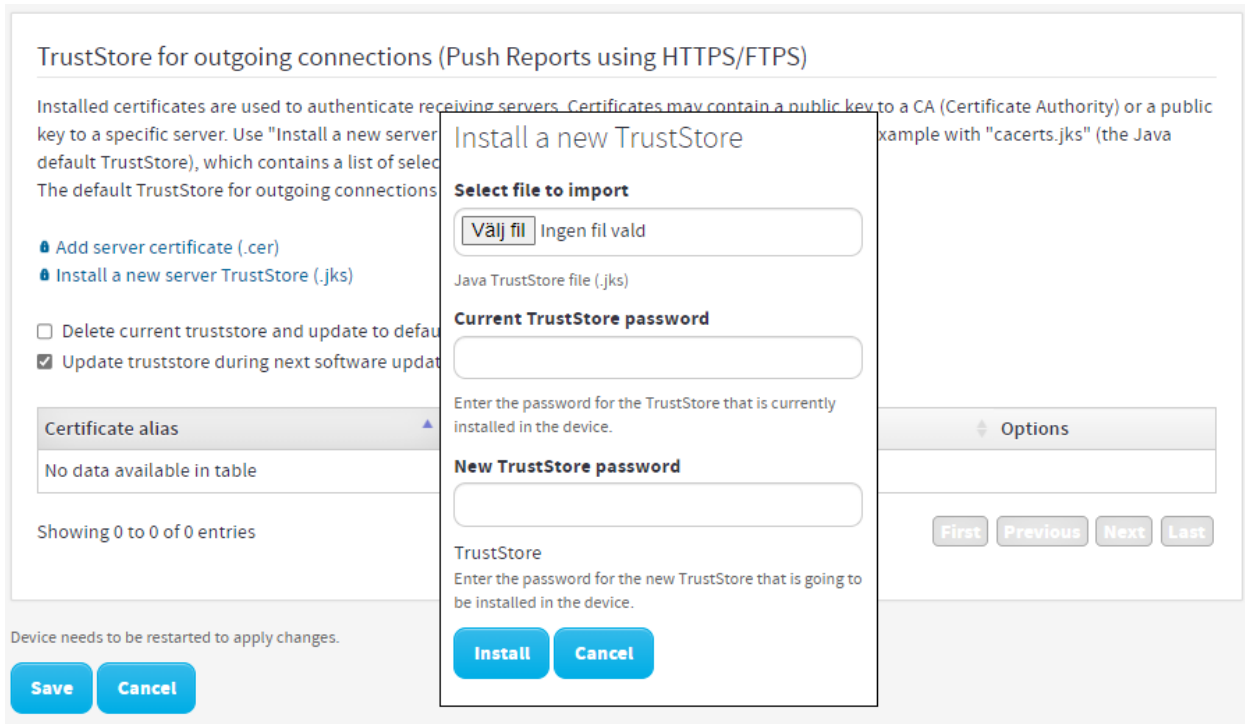 TrustStore for outgoing connections (Push Reports using HTTPS/FTPS)
Installed certificates are used to authenticate receiving servers. Certificates may contain a public key to a CA (Certificate Authority) or a public
key to a specific server. Use "Install a new server
xample with "cacerts.jks" (the Java
default TrustStore), which contains a list of selec
The default TrustStore for outgoing connections
Add server certificate (.cer)
Install a new server TrustStore (.jks)
Delete current truststore and update to defau
Update truststore during next software updat
Certificate alias
Options
No data available in table
Showing 0 to 0 of 0 entries
First Previous Next Last
Device needs to be restarted to apply changes.
Save Cancel
Install a new TrustStore
Select file to import
Välj fil Ingen fil vald
Java TrustStore file (.jks)
Current TrustStore password
Enter the password for the TrustStore that is currently
installed in the device.
New TrustStore password
TrustStore
Enter the password for the new TrustStore that is going to
be installed in the device.
Install Cancel